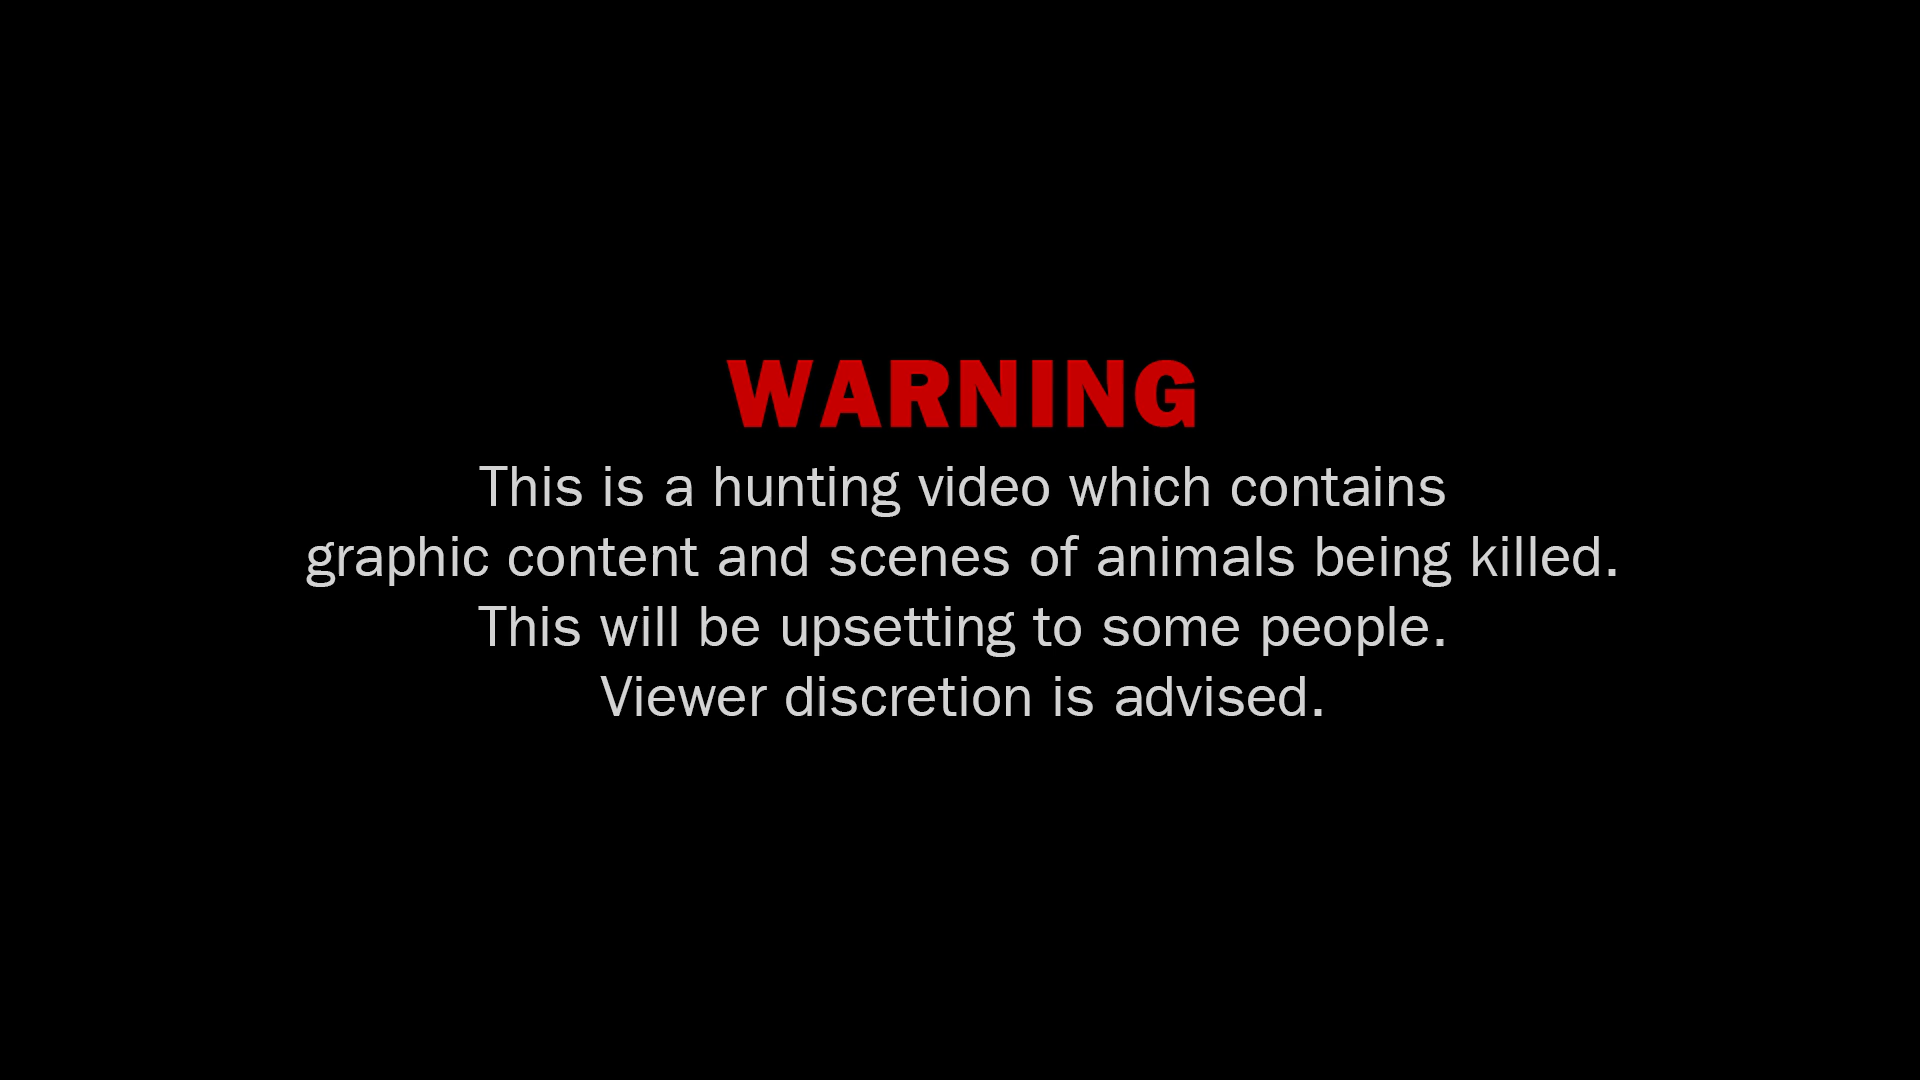 WARNING
This is a hunting video which contains
graphic content and scenes of animals being killed.
This will be upsetting to some people.
Viewer discretion is advised.